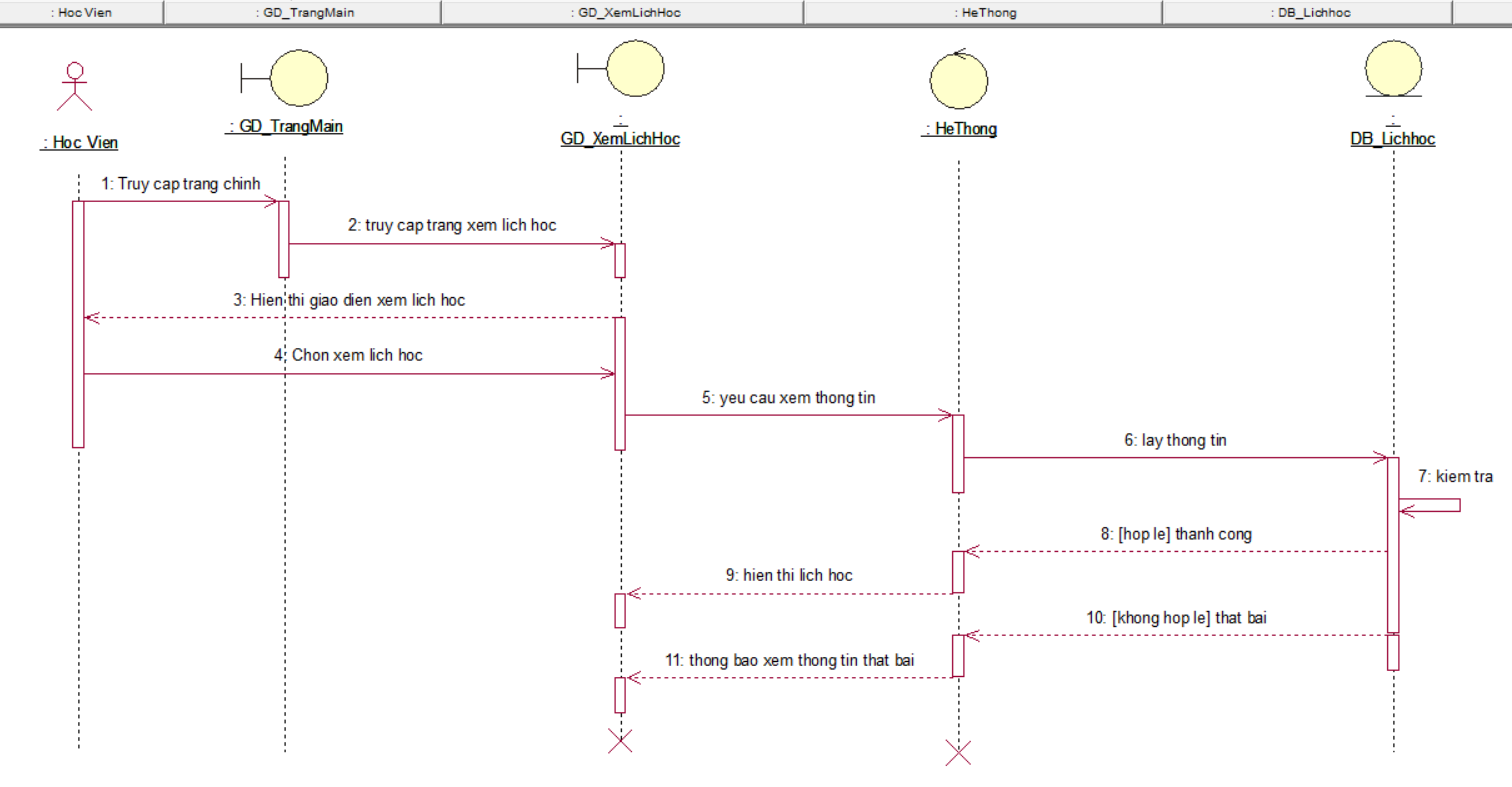 : Hoc Vien
: GD_TrangMain
: GD_XemLichHoc
: HeThong
: DB_Lichhoc
: Hoc Vien
: GD_TrangMain
:
GD_XemLichHoc
: HeThong
:
DB_Lichhoc
1: Truy cap trang chinh
2: truy cap trang xem lich hoc
3: Hien thi giao dien xem lich hoc
4: Chon xem lich hoc
5: yeu cau xem thong tin
6: lay thong tin
7: kiem tra
8: [hop le] thanh cong
9: hien thi lich hoc
10: [khong hop le] that bai
11: thong bao xem thong tin that bai